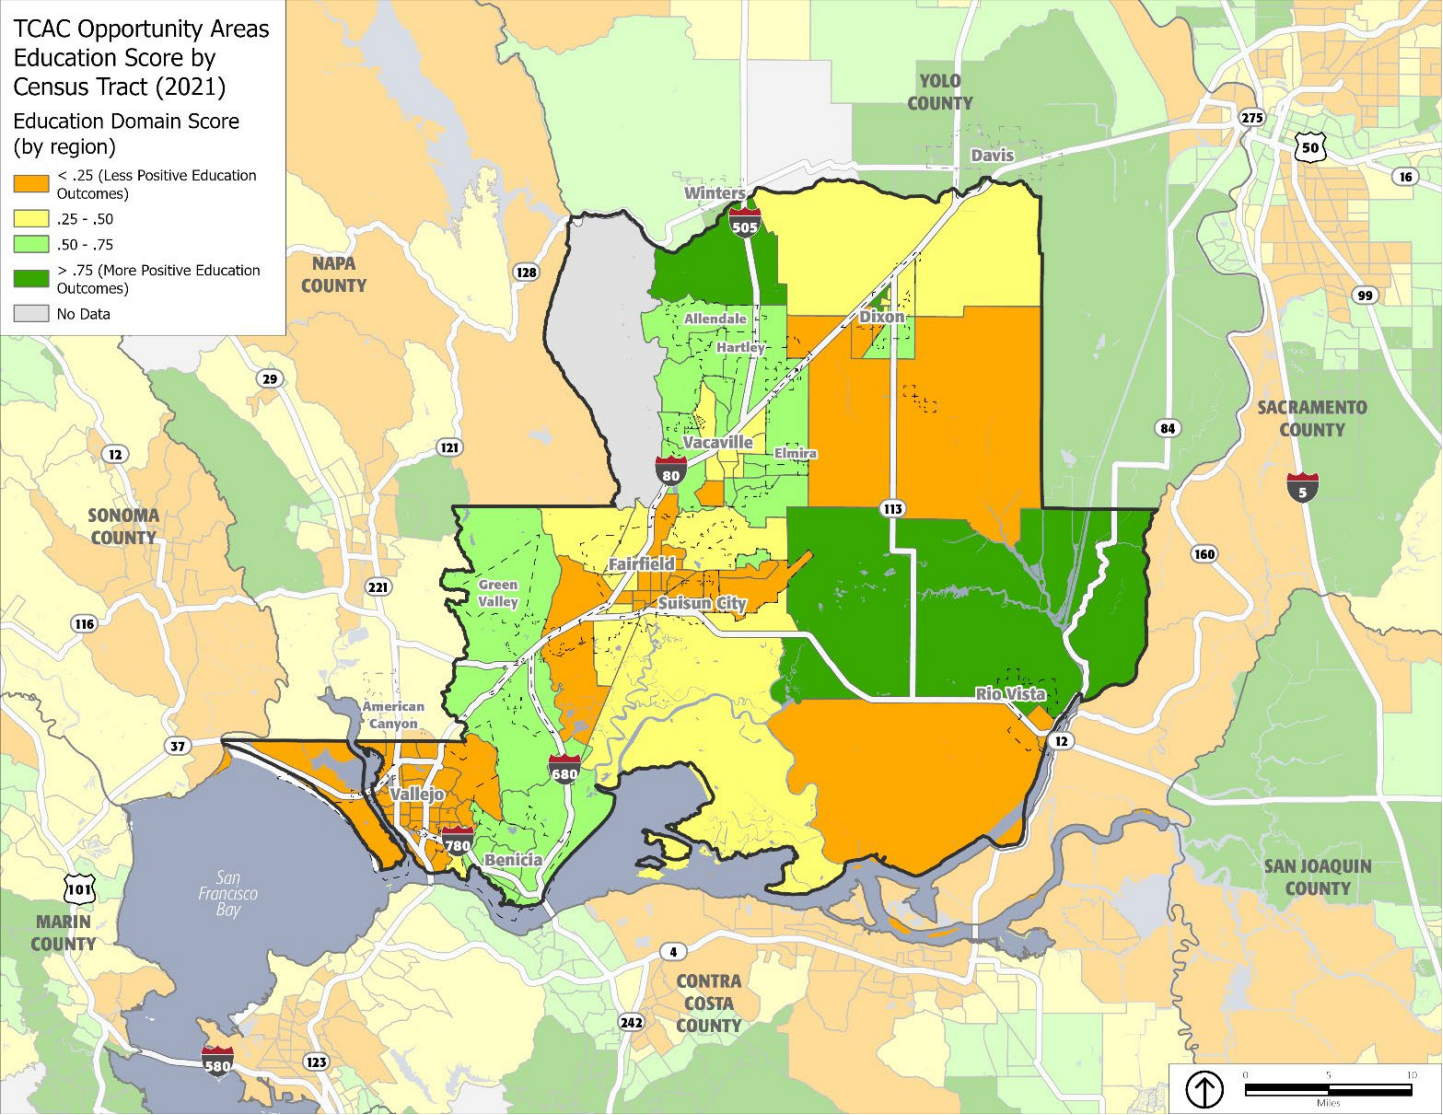 TCAC Opportunity Areas
Education Score by
Census Tract (2021)
Education Domain Score
(by region)
< .25 (Less Positive Education
Outcomes)
.25 - .50
.50 - .75
> .75 (More Positive Education
Outcomes)
No Data
YOLO
COUNTY
275
50
16
Davis
Winters
505
128
NAPA
COUNTY
99
Allendale
Dixon
Hartley
29
SACRAMENTO
COUNTY
84
12
121
Vacaville
Elmira
80
5
113
SONOMA
COUNTY
160
Fairfield
221
Green
Valley
Suisun City
116
Rio Vista
American
Canyon
37
12
680
Vallejo
780
Benicia
San
Francisco
Bay
101
SAN JOAQUIN
COUNTY
MARIN
COUNTY
4
CONTRA
COSTA
COUNTY
242
580
123
0 5 10
Miles